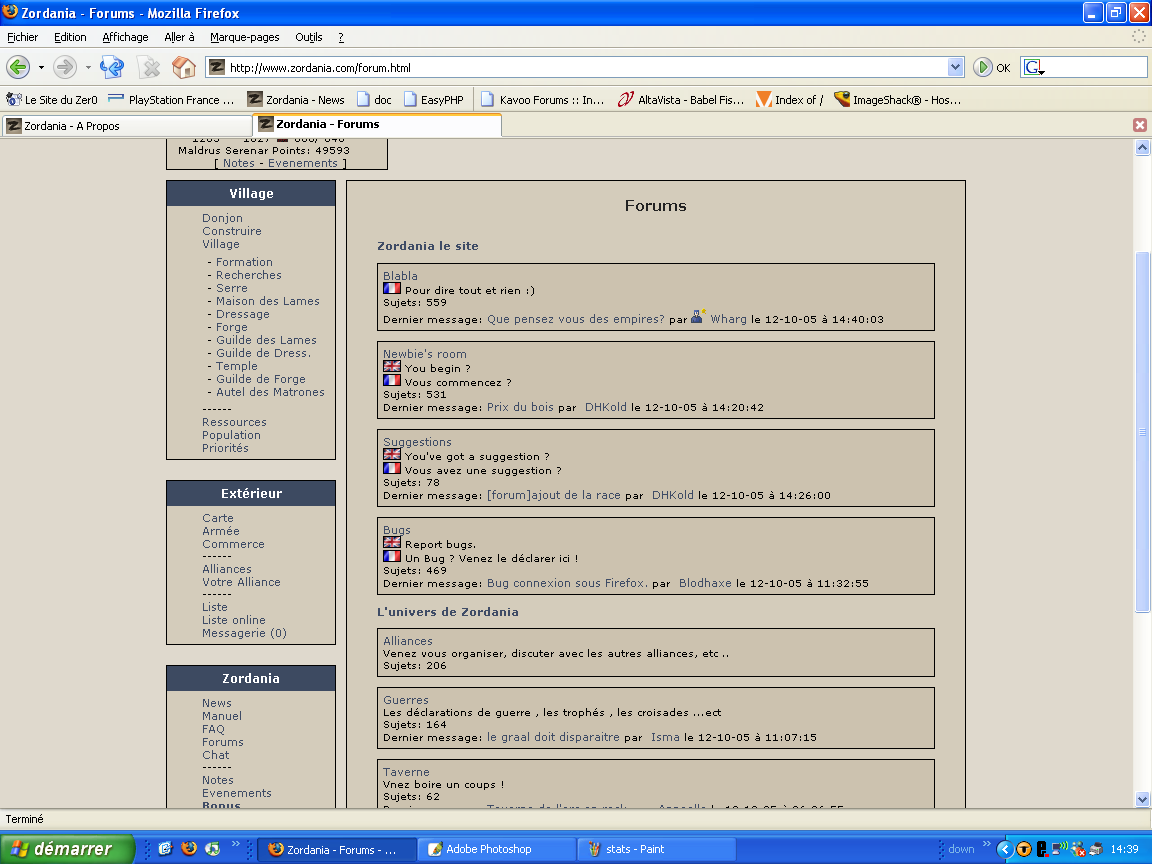 Zordania - Forums - Mozilla Firefox
Fichier Edition Affichage Aller à Marque-pages Outils ?
http://www.zordania.com/forum.html OK
Le Site du Zer0 PlayStation France ... Zordania - News doc EasyPHP Kavoo Forums :: In... AltaVista - Babel Fis... Index of / ImageShack® - Hos...
Zordania - A Propos Zordania - Forums
Maldrus Serenar Points: 49593
[ Notes - Evenements ]
Village
Donjon
Construire
Village
- Formation
- Recherches
- Serre
- Maison des Lames
- Dressage
- Forge
- Guilde des Lames
- Guilde de Dress.
- Temple
- Guilde de Forge
- Autel des Matrones
------
Ressources
Population
Priorités
Extérieur
Carte
Armée
Commerce
------
Alliances
Votre Alliance
------
Liste
Liste online
Messagerie (0)
Zordania
News
Manuel
FAQ
Forums
Chat
------
Notes
Evenements
Bonus
Forums
Zordania le site
Blabla
Pour dire tout et rien :)
Sujets: 559
Dernier message: Que pensez vous des empires? par Wharg le 12-10-05 à 14:40:03
Newbie's room
You begin ?
Vous commencez ?
Sujets: 531
Dernier message: Prix du bois par DHKold le 12-10-05 à 14:20:42
Suggestions
You've got a suggestion ?
Vous avez une suggestion ?
Sujets: 78
Dernier message: [forum]ajout de la race par DHKold le 12-10-05 à 14:26:00
Bugs
Report bugs.
Un Bug ? Venez le déclarer ici !
Sujets: 469
Dernier message: Bug connexion sous Firefox. par Blodhaxe le 12-10-05 à 11:32:55
L'univers de Zordania
Alliances
Venez vous organiser, discuter avec les autres alliances, etc ..
Sujets: 206
Guerres
Les déclarations de guerre , les trophés , les croisades ...ect
Sujets: 164
Dernier message: le graal doit disparaitre par Isma le 12-10-05 à 11:07:15
Taverne
Vnez boire un coups !
Sujets: 62
Terminé
démarrer Zordania - Forums - ... Adobe Photoshop stats - Paint down 14:39